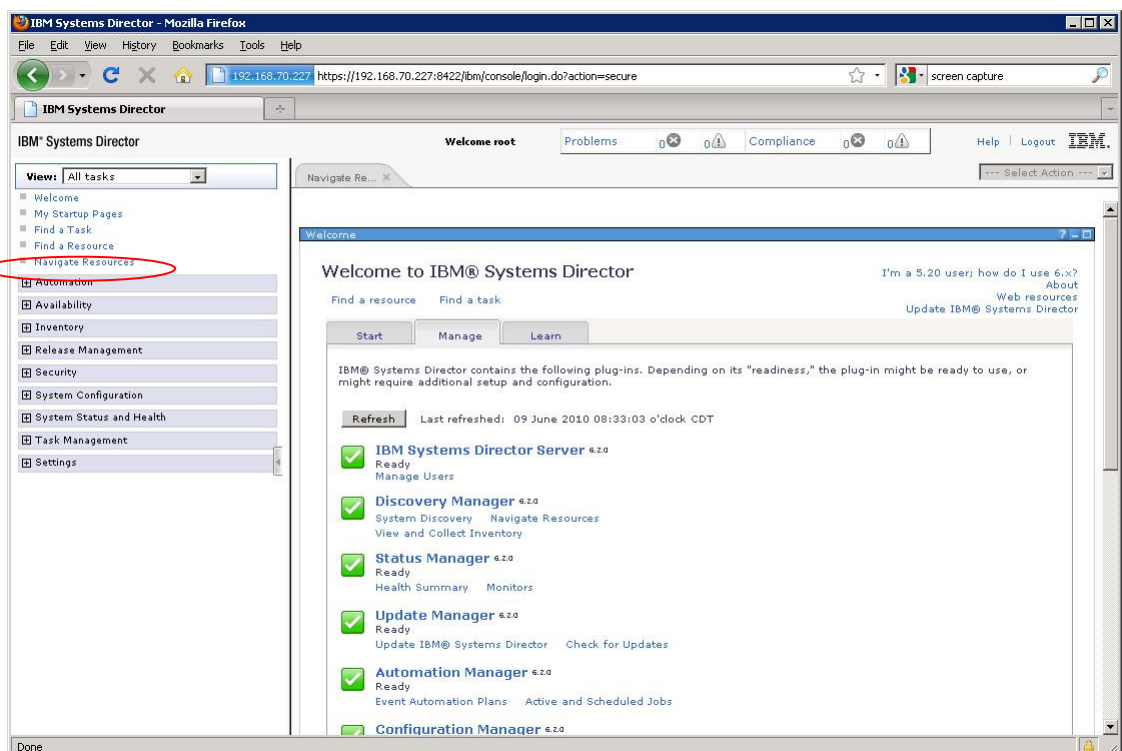 IBM Systems Director - Mozilla Firefox
File Edit View History Bookmarks Tools Help
192.168.70.227 https://192.168.70.227:8422/ibm/console/login.do?action=secure
screen capture
IBM Systems Director
IBM® Systems Director Welcome root Problems 0 0 Compliance 0 0 Help Logout IBM.
View: All tasks
Navigate Re... --- Select Action ---
Welcome
My Startup Pages
Find a Task
Find a Resource
Navigate Resources
Automation
Availability
Inventory
Release Management
Security
System Configuration
System Status and Health
Task Management
Settings
Welcome
Welcome to IBM® Systems Director
I'm a 5.20 user; how do I use 6.x?
About
Web resources
Update IBM® Systems Director
Find a resource Find a task
Start Manage Learn
IBM® Systems Director contains the following plug-ins. Depending on its "readiness," the plug-in might be ready to use, or
might require additional setup and configuration.
Refresh Last refreshed: 09 June 2010 08:33:03 o'clock CDT
IBM Systems Director Server 6.2.0
Ready
Manage Users
Discovery Manager 6.2.0
System Discovery Navigate Resources
View and Collect Inventory
Status Manager 6.2.0
Ready
Health Summary Monitors
Update Manager 6.2.0
Ready
Update IBM® Systems Director Check for Updates
Automation Manager 6.2.0
Ready
Event Automation Plans Active and Scheduled Jobs
Configuration Manager 6.2.0
Done